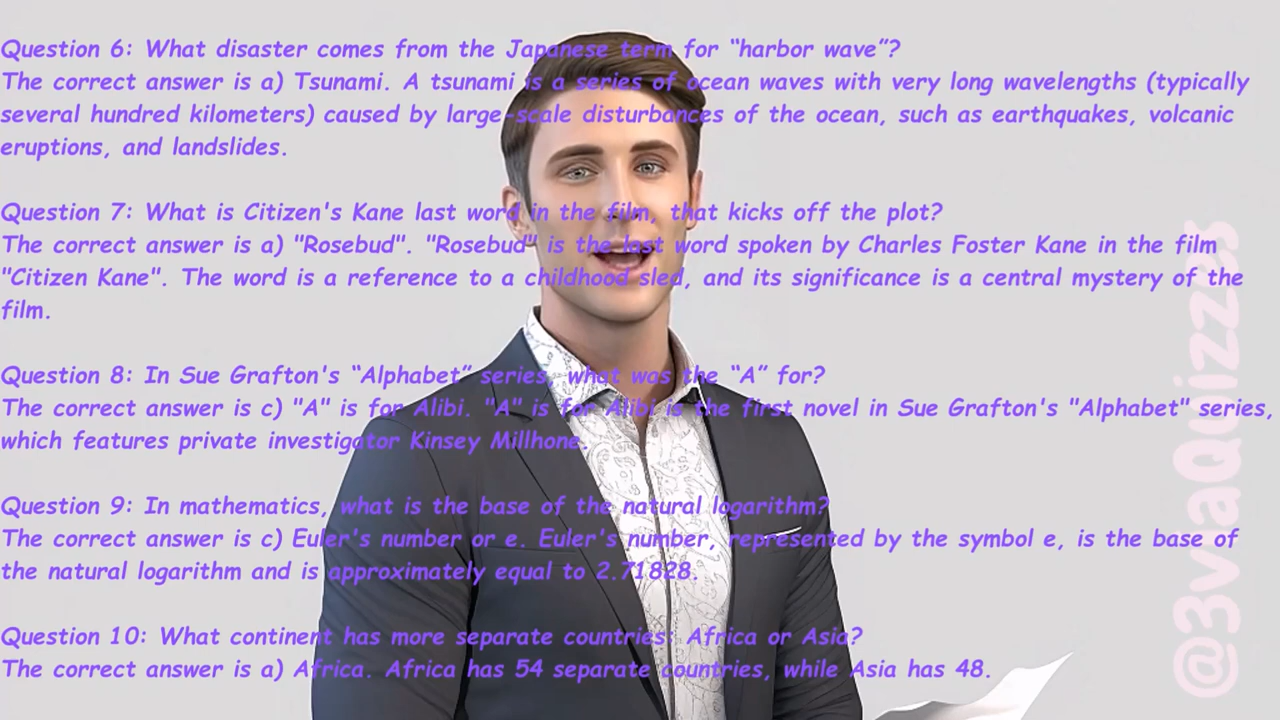 Question 6: What disaster comes from the Japanese term for “harbor wave”?
The correct answer is a) Tsunami. A tsunami is a series of ocean waves with very long wavelengths (typically
several hundred kilometers) caused by large-scale disturbances of the ocean, such as earthquakes, volcanic
eruptions, and landslides.
Question 7: What is Citizen's Kane last word in the film, that kicks off the plot?
The correct answer is a) "Rosebud". "Rosebud" is the last word spoken by Charles Foster Kane in the film
"Citizen Kane". The word is a reference to a childhood sled, and its significance is a central mystery of the
film.
Question 8: In Sue Grafton's “Alphabet” series, what was the “A” for?
The correct answer is c) "A" is for Alibi. "A" is for Alibi is the first novel in Sue Grafton's "Alphabet" series,
which features private investigator Kinsey Millhone.
Question 9: In mathematics, what is the base of the natural logarithm?
The correct answer is c) Euler's number or e. Euler's number, represented by the symbol e, is the base of
the natural logarithm and is approximately equal to 2.71828.
Question 10: What continent has more separate countries: Africa or Asia?
The correct answer is a) Africa. Africa has 54 separate countries, while Asia has 48.
@3vaQuizzes